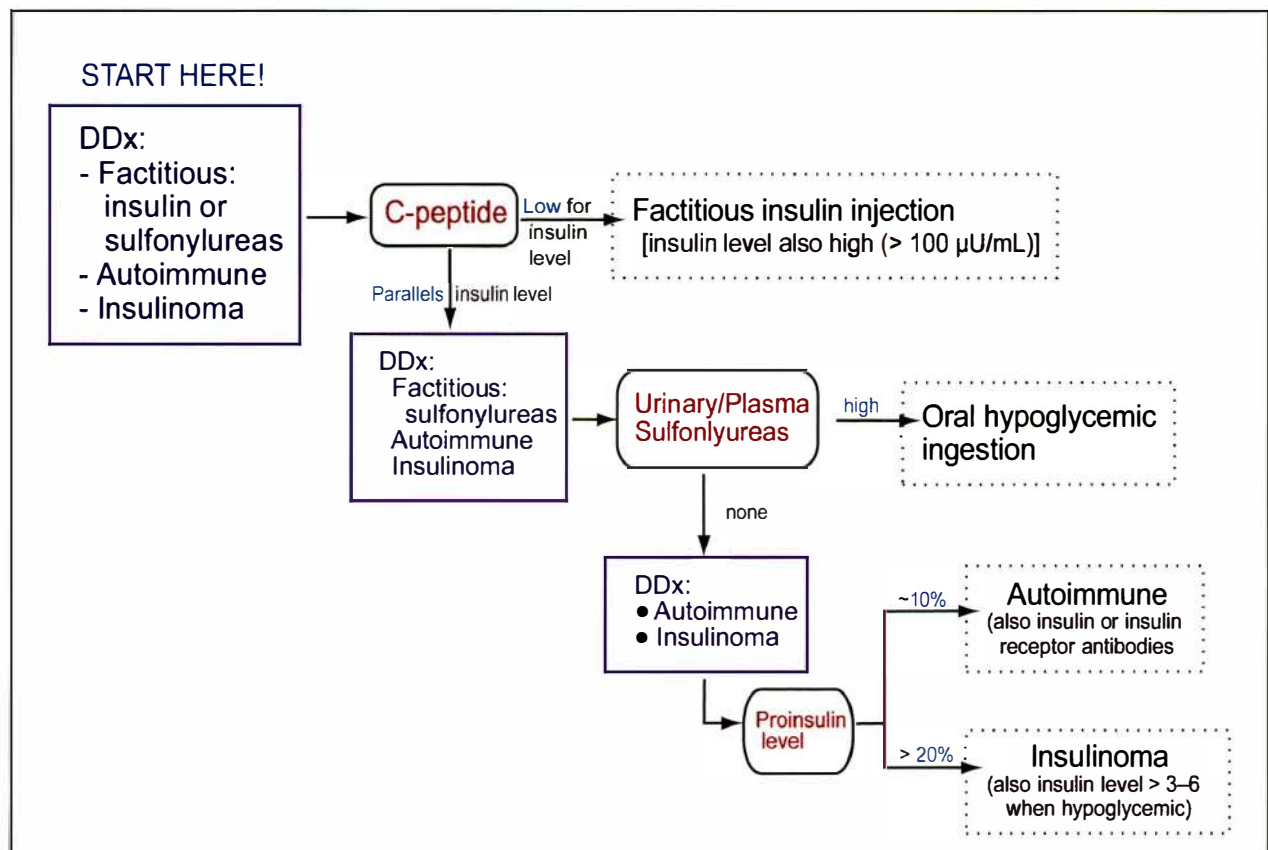 START HERE!
DDx:
- Factitious:
insulin or
sulfonylureas
- Autoimmune
- Insulinoma
C-peptide
Low for
insulin
level
Factitious insulin injection
[insulin level also high (> 100 µU/mL)]
Parallels insulin level
DDx:
Factitious:
sulfonylureas
Autoimmune
Insulinoma
Urinary/Plasma
Sulfonlyureas
high
Oral hypoglycemic
ingestion
none
DDx:
● Autoimmune
● Insulinoma
Proinsulin
level
~10%
Autoimmune
(also insulin or insulin
receptor antibodies
> 20%
Insulinoma
(also insulin level > 3–6
when hypoglycemic)